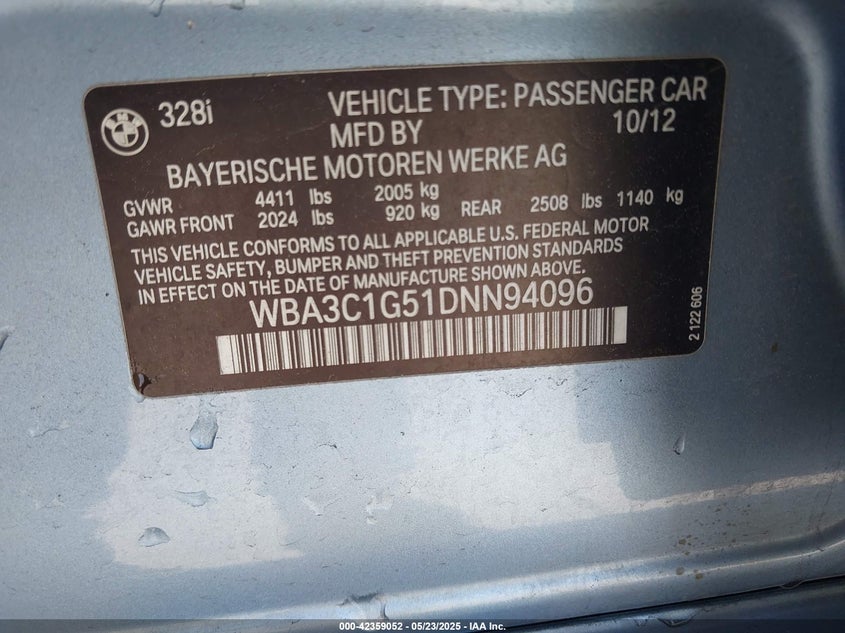 BMW
328i
VEHICLE TYPE: PASSENGER CAR
MFD BY 10/12
BAYERISCHE MOTOREN WERKE AG
GVWR 4411 lbs 2005 kg
GAWR FRONT 2024 lbs 920 kg REAR 2508 lbs 1140 kg
THIS VEHICLE CONFORMS TO ALL APPLICABLE U.S. FEDERAL MOTOR
VEHICLE SAFETY, BUMPER AND THEFT PREVENTION STANDARDS
IN EFFECT ON THE DATE OF MANUFACTURE SHOWN ABOVE.
WBA3C1G51DNN94096
2 122 606
000-42359052 - 05/23/2025 - IAA Inc.